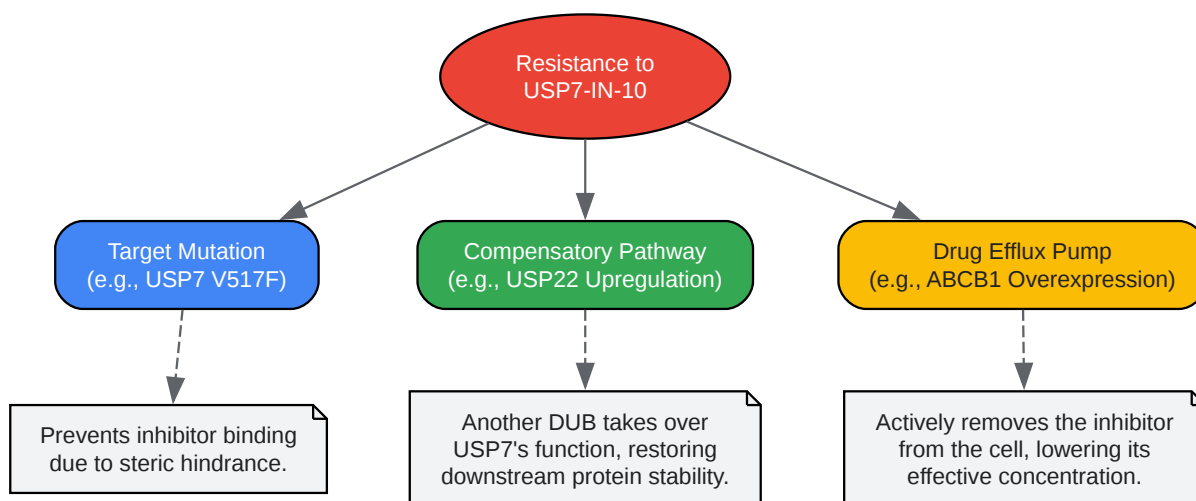 Resistance to
USP7-IN-10
Target Mutation
(e.g., USP7 V517F)
Compensatory Pathway
(e.g., USP22 Upregulation)
Drug Efflux Pump
(e.g., ABCB1 Overexpression)
Prevents inhibitor binding
due to steric hindrance.
Another DUB takes over
USP7's function, restoring
downstream protein stability.
Actively removes the inhibitor
from the cell, lowering its
effective concentration.